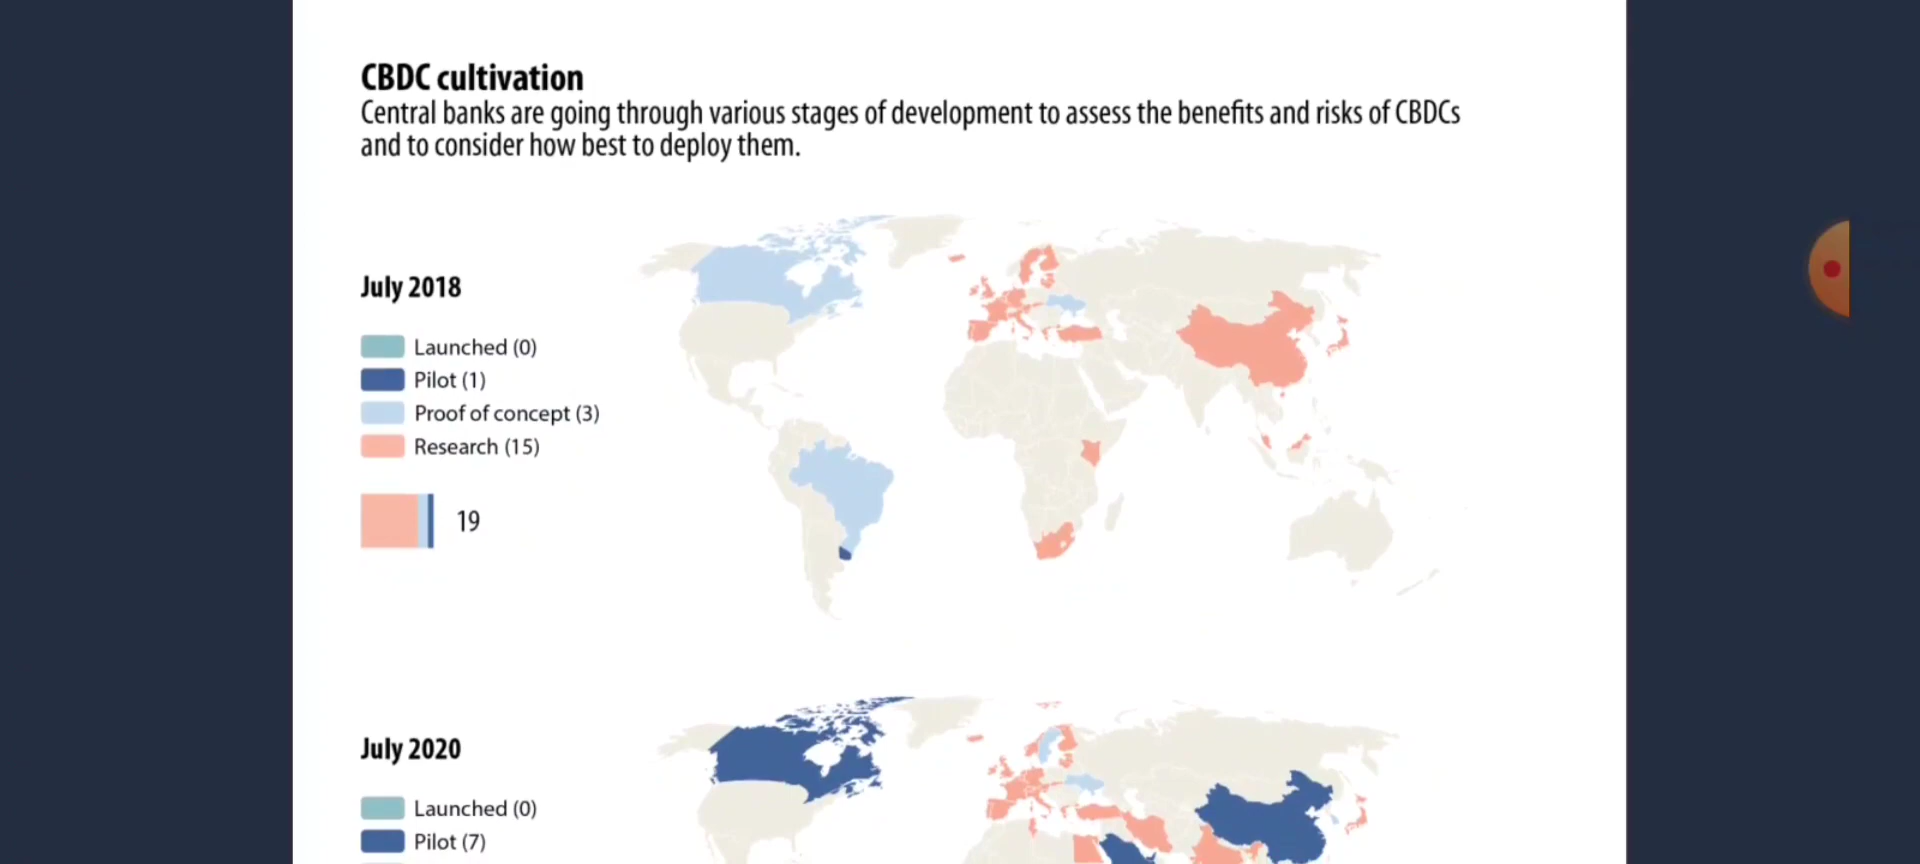 CBDC cultivation
Central banks are going through various stages of development to assess the benefits and risks of CBDCs
and to consider how best to deploy them.
July 2018
Launched (0)
Pilot (1)
Proof of concept (3)
Research (15)
19
July 2020
Launched (0)
Pilot (7)